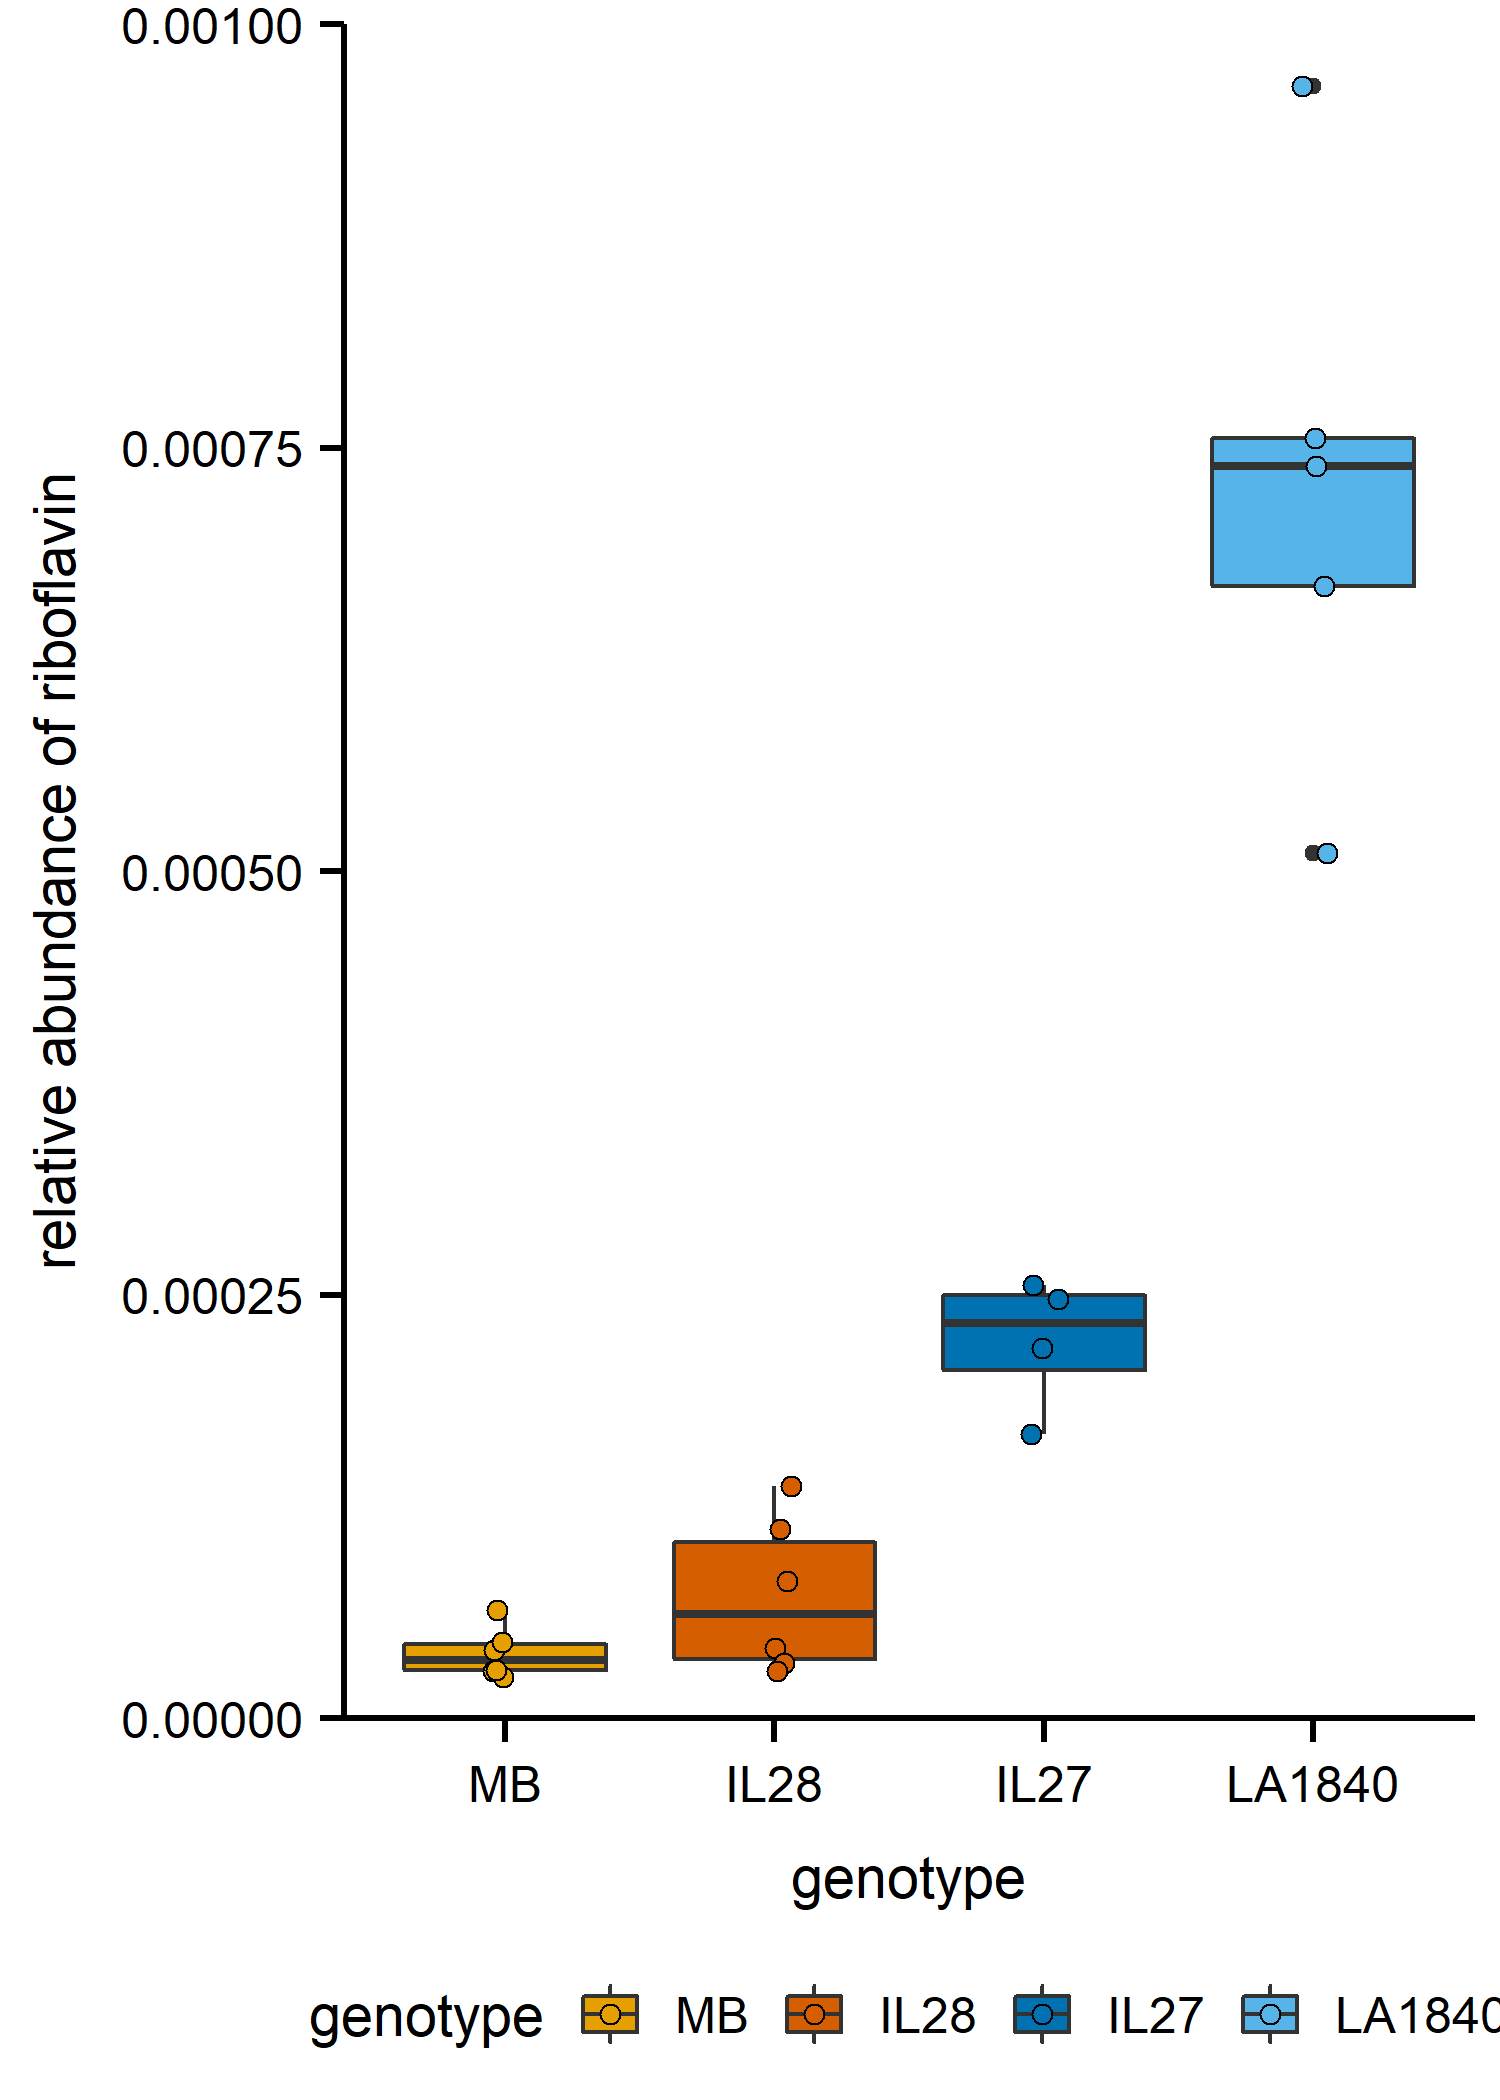 0.00100
0.00075
0.00050
0.00025
0.00000
relative abundance of riboflavin
MB IL28 IL27 LA1840
genotype
genotype MB IL28 IL27 LA1840